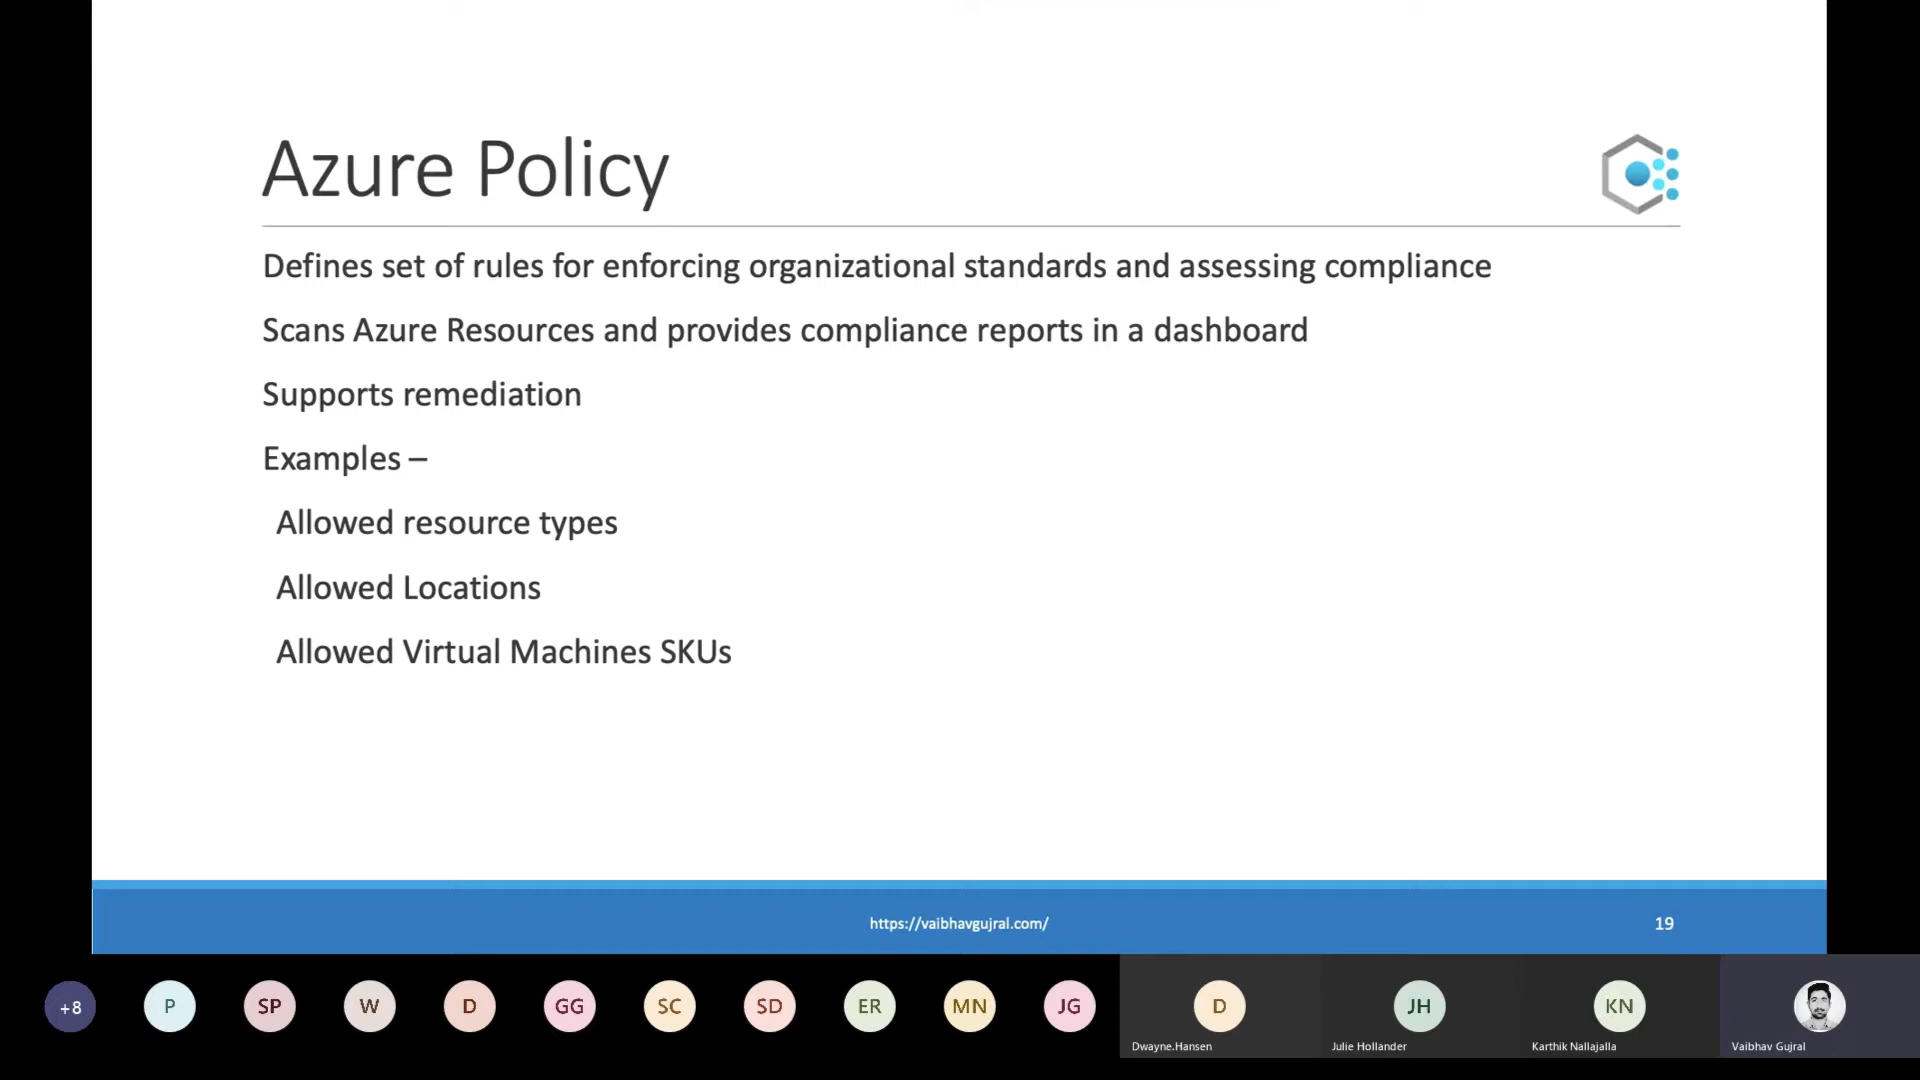 Azure Policy
Defines set of rules for enforcing organizational standards and assessing compliance
Scans Azure Resources and provides compliance reports in a dashboard
Supports remediation
Examples –
Allowed resource types
Allowed Locations
Allowed Virtual Machines SKUs
https://vaibhavgujral.com/
19
+8
P
SP
W
D
GG
SC
SD
ER
MN
JG
D
JH
KN
Dwayne.Hansen
Julie Hollander
Karthik Nallajalla
Vaibhav Gujral